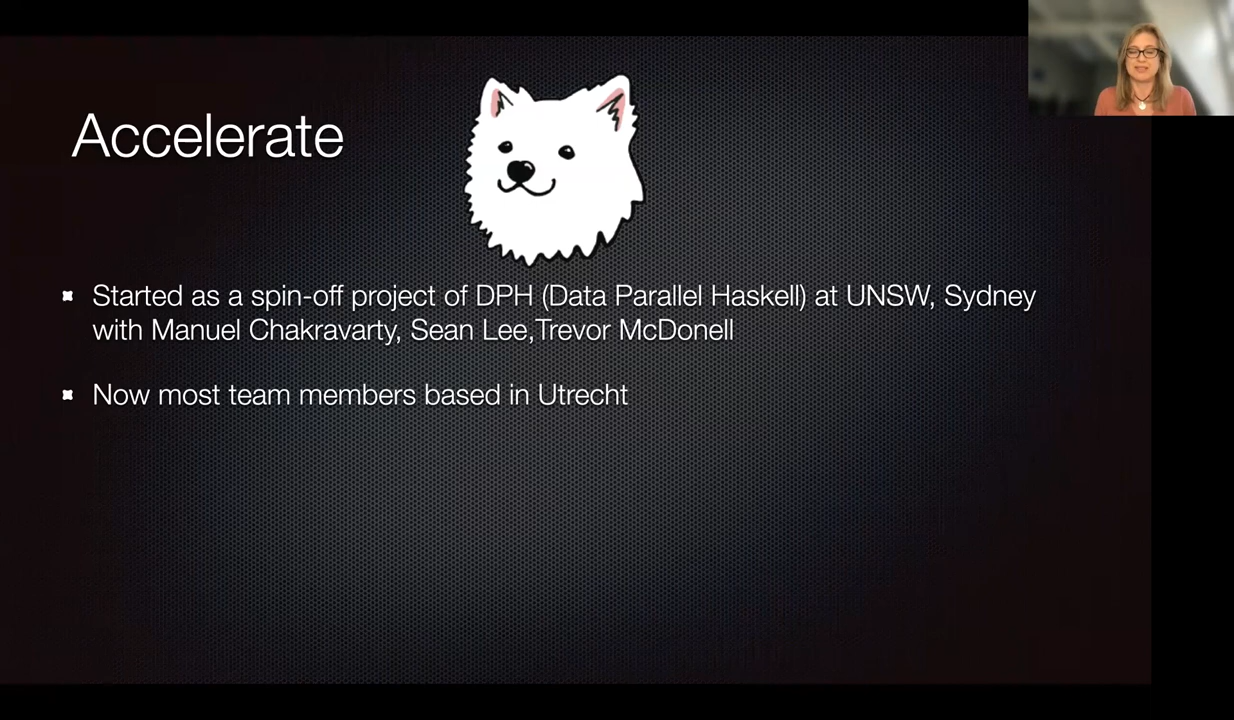 Accelerate
Started as a spin-off project of DPH (Data Parallel Haskell) at UNSW, Sydney
with Manuel Chakravarty, Sean Lee,Trevor McDonell
Now most team members based in Utrecht